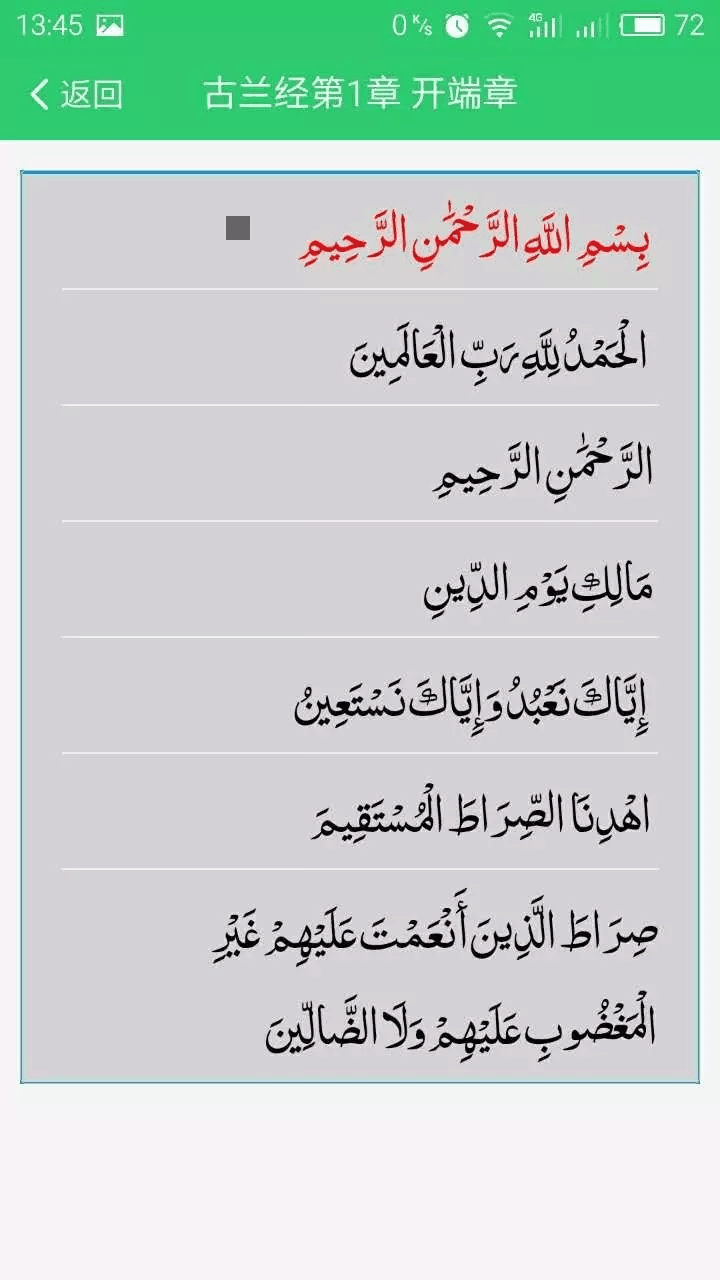 13:45 0 K/s 4G 72
返回 古兰经第1章 开端章
بِسْمِ اللَّهِ الرَّحْمَٰنِ الرَّحِيمِ
الْحَمْدُ لِلَّهِ رَبِّ الْعَالَمِينَ
الرَّحْمَٰنِ الرَّحِيمِ
مَالِكِ يَوْمِ الدِّينِ
إِيَّاكَ نَعْبُدُ وَإِيَّاكَ نَسْتَعِينُ
اهْدِنَا الصِّرَاطَ الْمُسْتَقِيمَ
صِرَاطَ الَّذِينَ أَنْعَمْتَ عَلَيْهِمْ غَيْرِ
الْمَغْضُوبِ عَلَيْهِمْ وَلَا الضَّالِّينَ